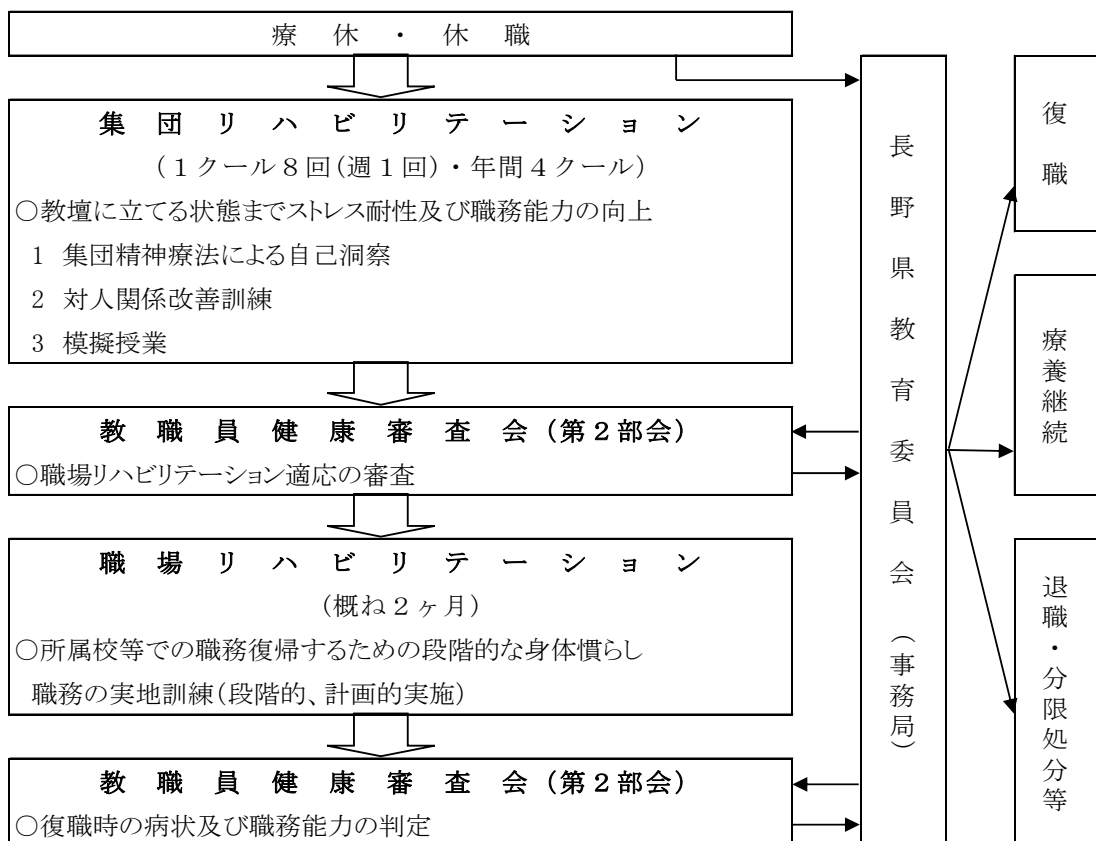 療休・休職
集団リハビリテーション
(1クール8回(週1回)・年間4クール)
○教壇に立てる状態までストレス耐性及び職務能力の向上
1 集団精神療法による自己洞察
2 対人関係改善訓練
3 模擬授業
教職員健康審査会(第2部会)
○職場リハビリテーション適応の審査
職場リハビリテーション
(概ね2ヶ月)
○所属校等での職務復帰するための段階的な身体慣らし
職務の実地訓練(段階的、計画的実施)
教職員健康審査会(第2部会)
○復職時の病状及び職務能力の判定
長野県教育委員会(事務局)
復職
療養継続
退職・分限処分等